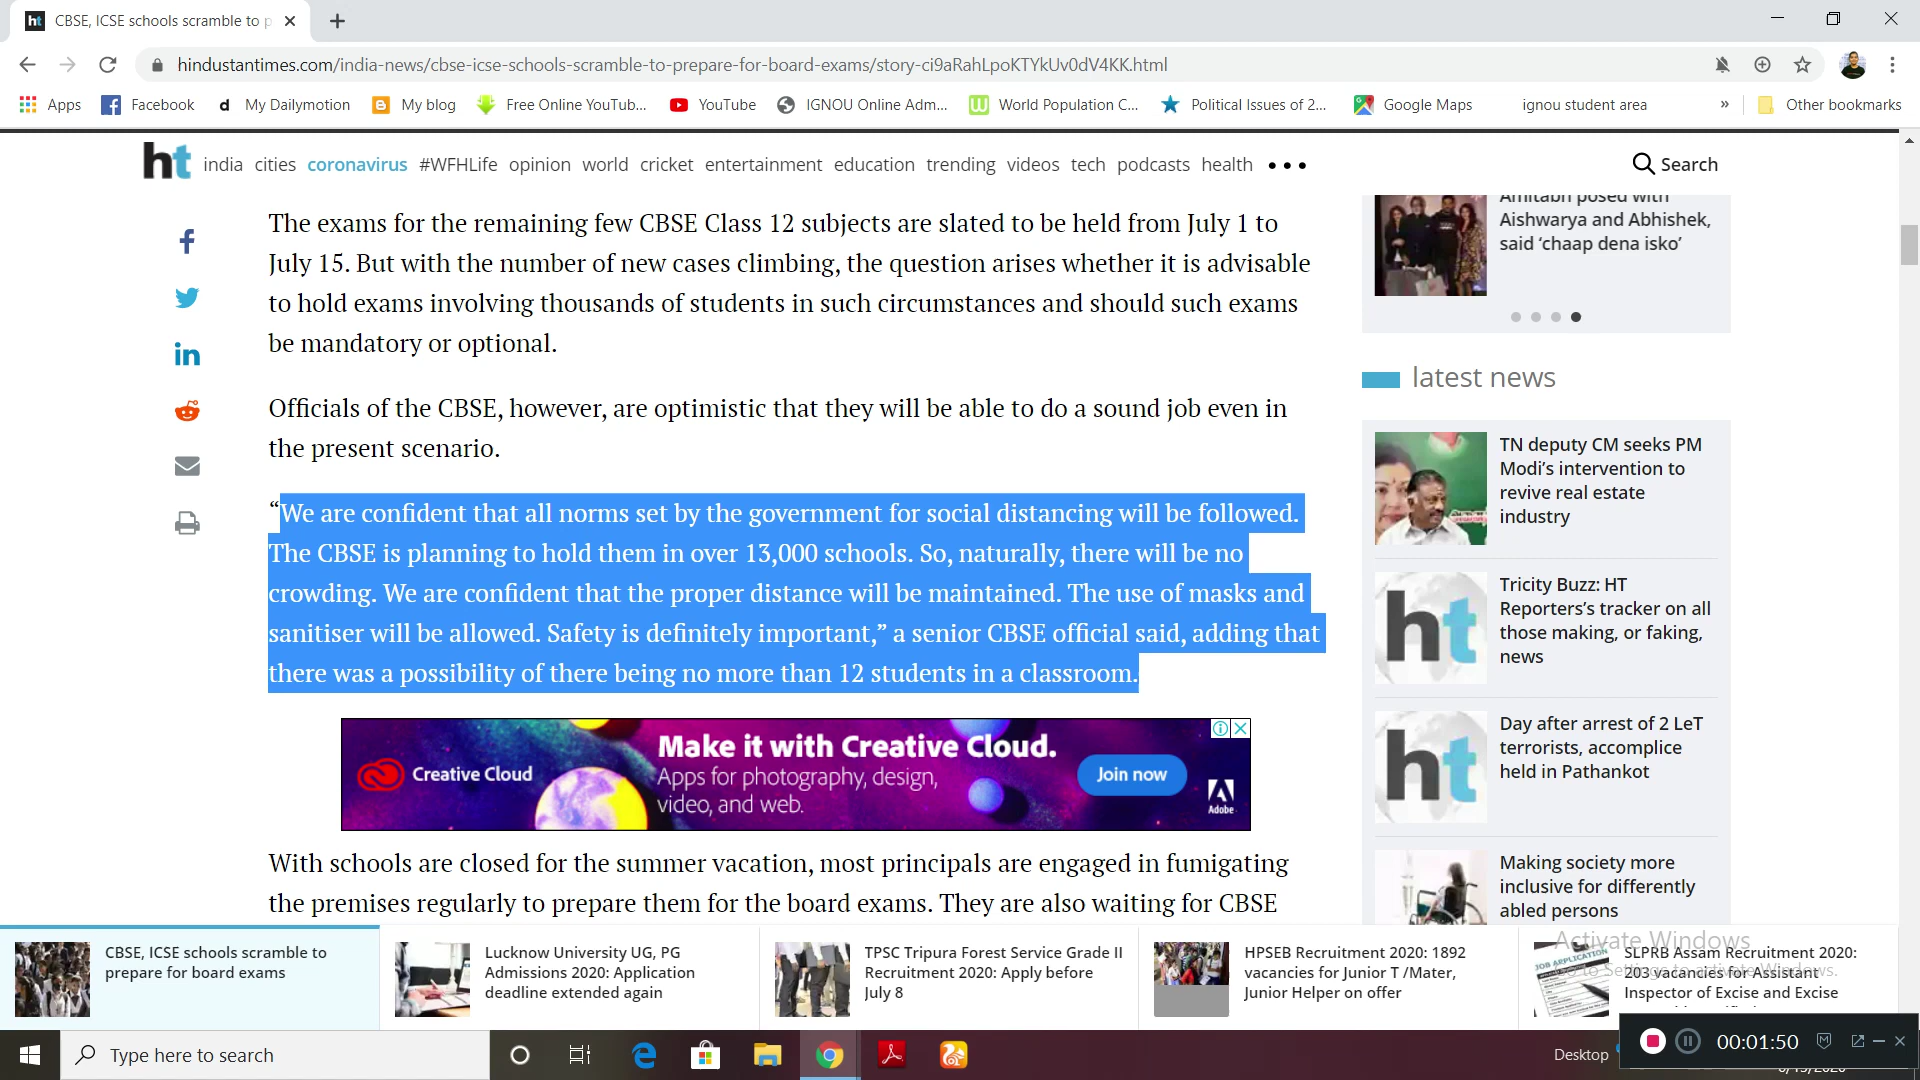 ht CBSE, ICSE schools scramble to p
hindustantimes.com/india-news/cbse-icse-schools-scramble-to-prepare-for-board-exams/story-ci9aRahLpoKTYkUv0dV4KK.html
Apps Facebook d My Dailymotion My blog Free Online YouTub... YouTube IGNOU Online Adm... World Population C... Political Issues of 2... Google Maps ignou student area » Other bookmarks
ht india cities coronavirus #WFHLife opinion world cricket entertainment education trending videos tech podcasts health ••• Search
The exams for the remaining few CBSE Class 12 subjects are slated to be held from July 1 to
July 15. But with the number of new cases climbing, the question arises whether it is advisable
to hold exams involving thousands of students in such circumstances and should such exams
be mandatory or optional.
Officials of the CBSE, however, are optimistic that they will be able to do a sound job even in
the present scenario.
“We are confident that all norms set by the government for social distancing will be followed.
The CBSE is planning to hold them in over 13,000 schools. So, naturally, there will be no
crowding. We are confident that the proper distance will be maintained. The use of masks and
sanitiser will be allowed. Safety is definitely important,” a senior CBSE official said, adding that
there was a possibility of there being no more than 12 students in a classroom.
Creative Cloud
Make it with Creative Cloud.
Apps for photography, design,
video, and web.
Join now
Adobe
With schools are closed for the summer vacation, most principals are engaged in fumigating
the premises regularly to prepare them for the board exams. They are also waiting for CBSE
Amitabh posed with
Aishwarya and Abhishek,
said ‘chaap dena isko’
latest news
TN deputy CM seeks PM
Modi’s intervention to
revive real estate
industry
ht
Tricity Buzz: HT
Reporters’s tracker on all
those making, or faking,
news
ht
Day after arrest of 2 LeT
terrorists, accomplice
held in Pathankot
Making society more
inclusive for differently
abled persons
CBSE, ICSE schools scramble to
prepare for board exams
Lucknow University UG, PG
Admissions 2020: Application
deadline extended again
TPSC Tripura Forest Service Grade II
Recruitment 2020: Apply before
July 8
HPSEB Recruitment 2020: 1892
vacancies for Junior T /Mater,
Junior Helper on offer
JOB APPLICATION
SLPRB Assam Recruitment 2020:
203 vacancies for Assistant
Inspector of Excise and Excise
Activate Windows
Go to Settings to activate Windows.
Type here to search
Desktop
00:01:50